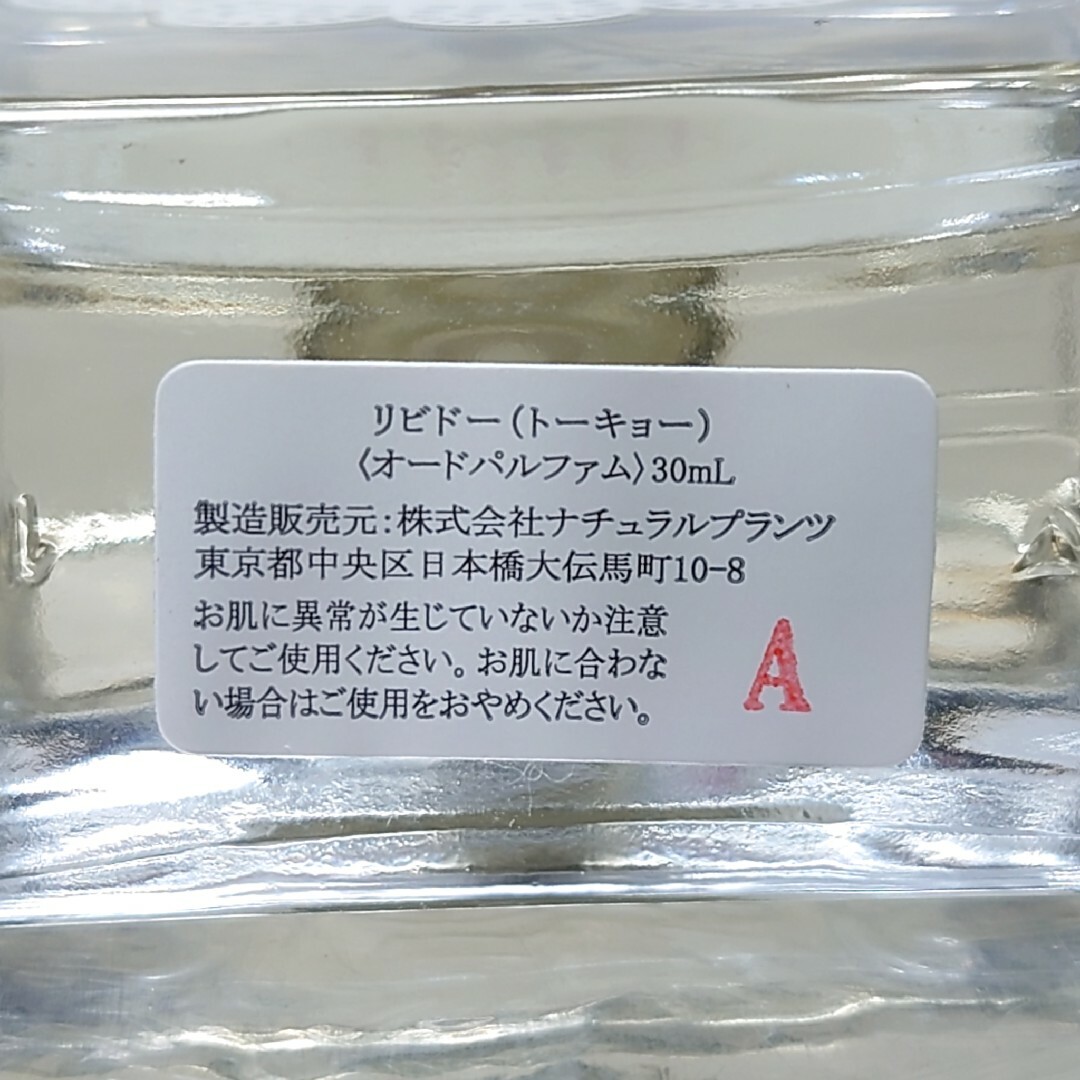 リビドー(トーキョー)
〈オードパルファム〉30mL
製造販売元:株式会社ナチュラルプランツ
東京都中央区日本橋大伝馬町10-8
お肌に異常が生じていないか注意
してご使用ください。お肌に合わな
い場合はご使用をおやめください。
A